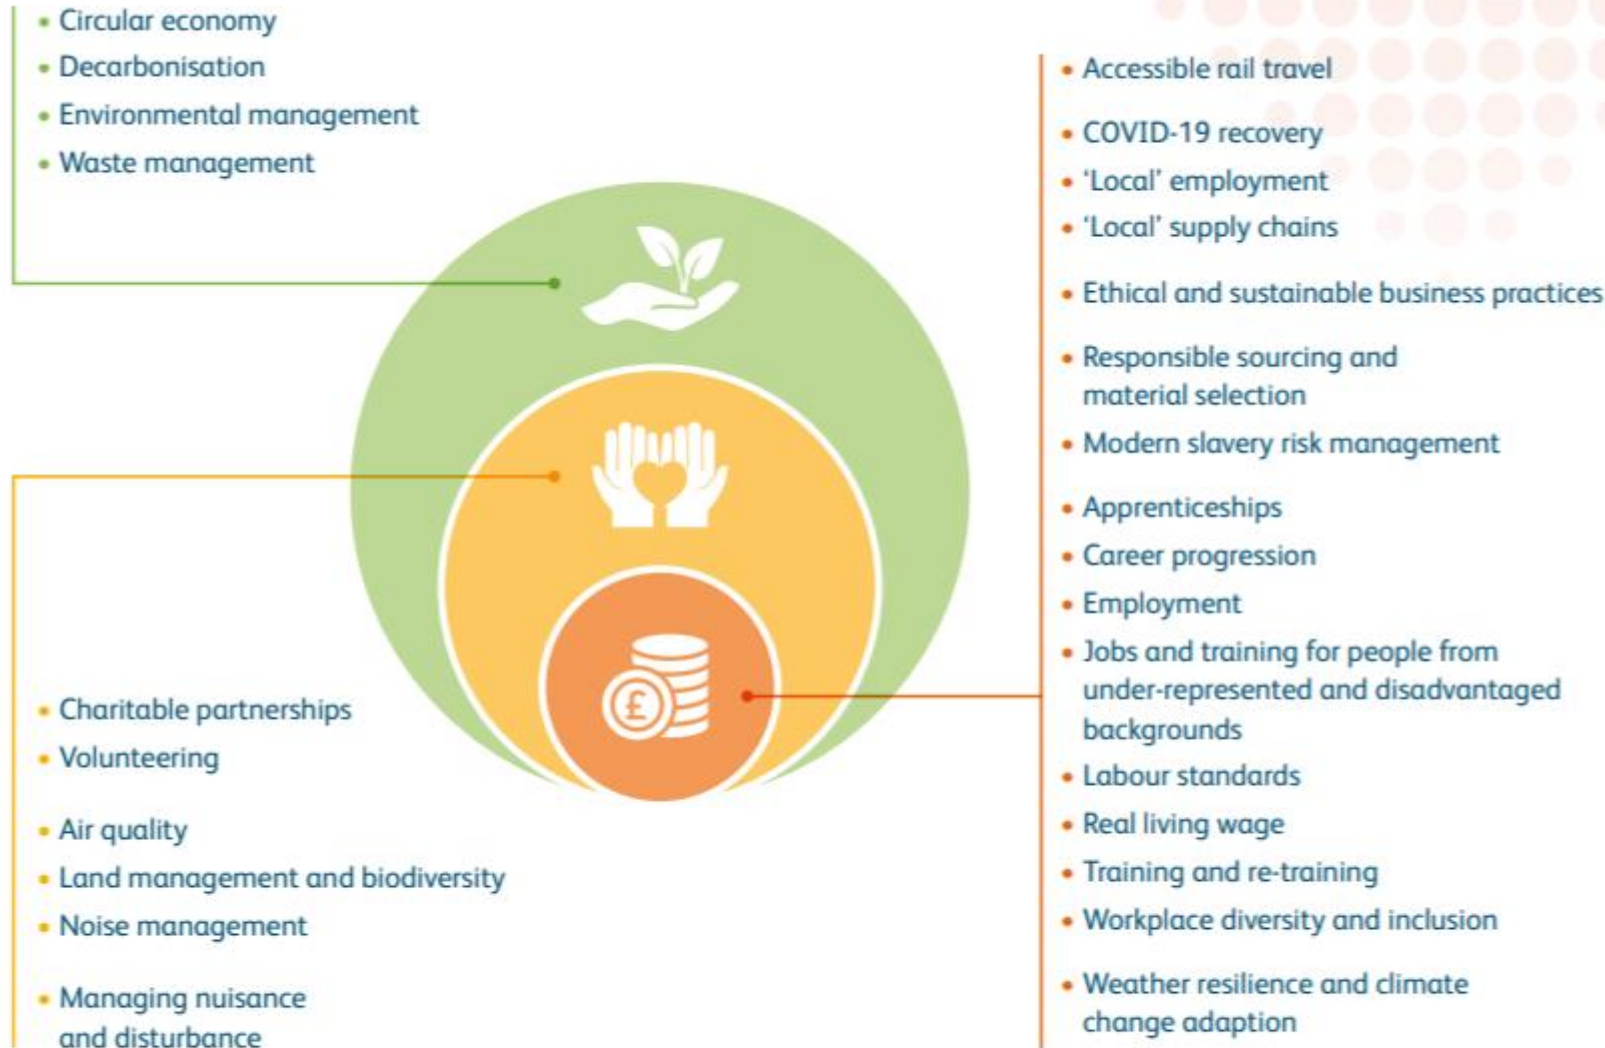 Circular economy
Decarbonisation
Environmental management
Waste management
£
Charitable partnerships
Volunteering
Air quality
Land management and biodiversity
Noise management
Managing nuisance
and disturbance
Accessible rail travel
COVID-19 recovery
‘Local’ employment
‘Local’ supply chains
Ethical and sustainable business practices
Responsible sourcing and
material selection
Modern slavery risk management
Apprenticeships
Career progression
Employment
Jobs and training for people from
under-represented and disadvantaged
backgrounds
Labour standards
Real living wage
Training and re-training
Workplace diversity and inclusion
Weather resilience and climate
change adaption